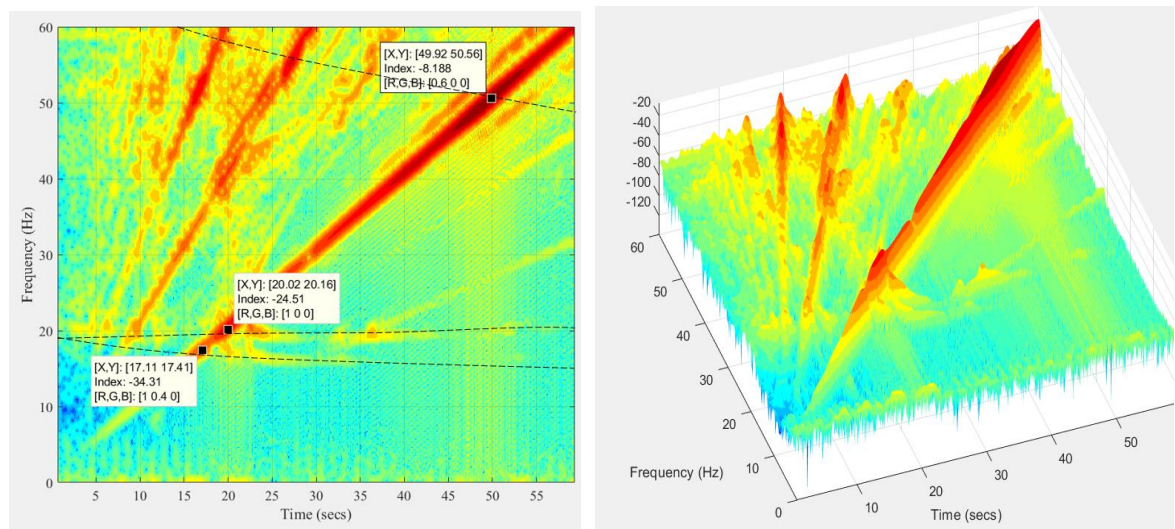 60
50
40
30
20
10
0
Frequency (Hz)
5
10
15
20
25
30
35
40
45
50
55
Time (secs)
[X,Y]: [49.92 50.56]
Index: -8.188
[R,G,B]: [0.6 0 0]
[X,Y]: [20.02 20.16]
Index: -24.51
[R,G,B]: [1 0 0]
[X,Y]: [17.11 17.41]
Index: -34.31
[R,G,B]: [1 0.4 0]
-20
-40
-60
-80
-100
-120
60
50
40
30
20
10
0
Frequency (Hz)
10
20
30
40
50
Time (secs)